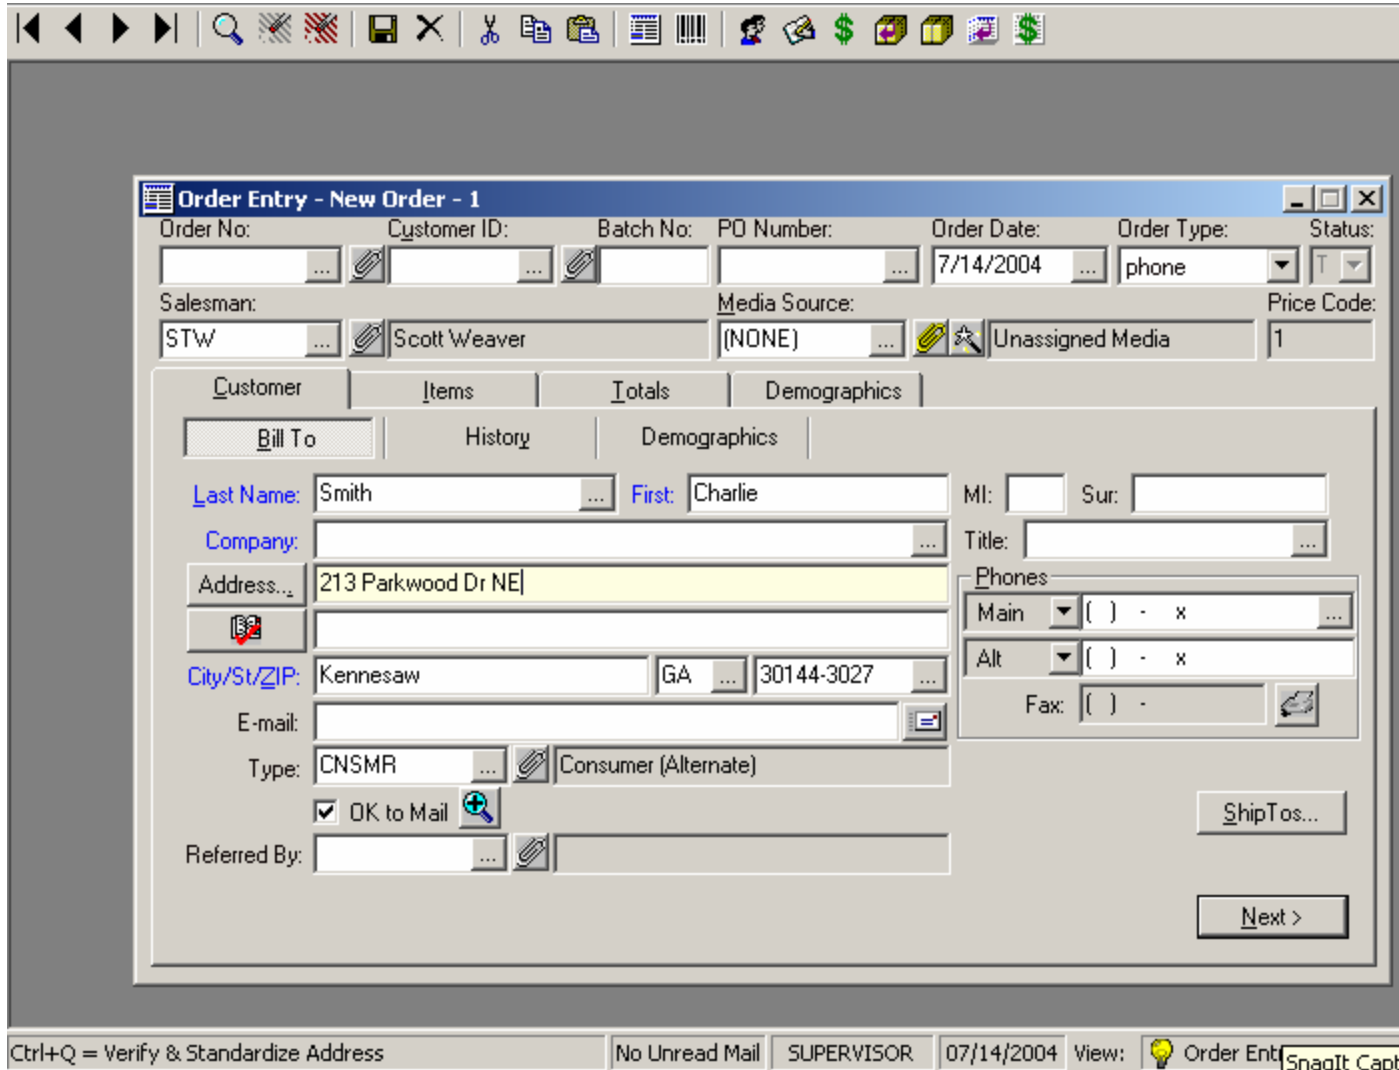 Order Entry - New Order - 1
Order No: Customer ID: Batch No: PO Number: Order Date: Order Type: Status:
... ... ... 7/14/2004 ... phone T
Salesman: Media Source: Price Code:
STW ... Scott Weaver (NONE) ... Unassigned Media 1
Customer Items Totals Demographics
Bill To History Demographics
Last Name: Smith ... First: Charlie MI: Sur:
Company: ... Title: ...
Address... 213 Parkwood Dr NE Phones
Main ( ) - x ...
City/St/ZIP: Kennesaw GA ... 30144-3027 ... Alt ( ) - x
E-mail: Fax: ( ) -
Type: CNSMR ... Consumer (Alternate)
OK to Mail ShipTos...
Referred By: ...
Next >
Ctrl+Q = Verify & Standardize Address No Unread Mail SUPERVISOR 07/14/2004 View: Order Ent
SnagIt Capt